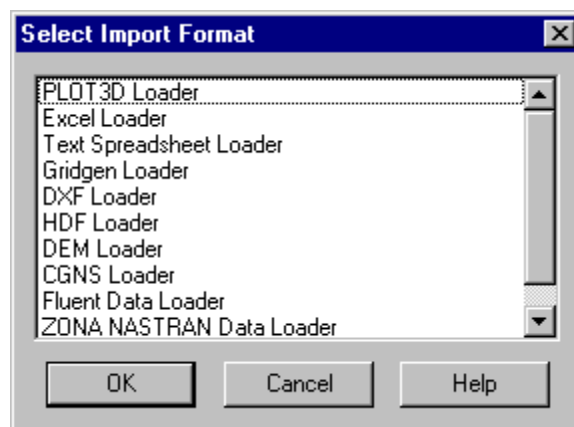 Select Import Format
PLOT3D Loader
Excel Loader
Text Spreadsheet Loader
Gridgen Loader
DXF Loader
HDF Loader
DEM Loader
CGNS Loader
Fluent Data Loader
ZONA NASTRAN Data Loader
OK Cancel Help